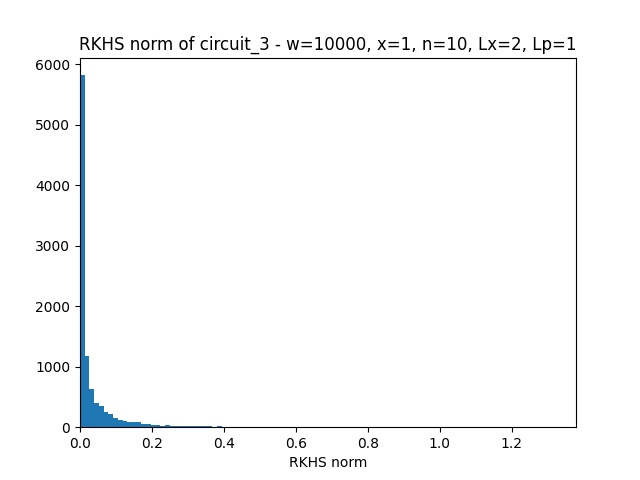 RKHS norm of circuit_3 - w=10000, x=1, n=10, Lx=2, Lp=1
6000
5000
4000
3000
2000
1000
0
0.0 0.2 0.4 0.6 0.8 1.0 1.2
RKHS norm